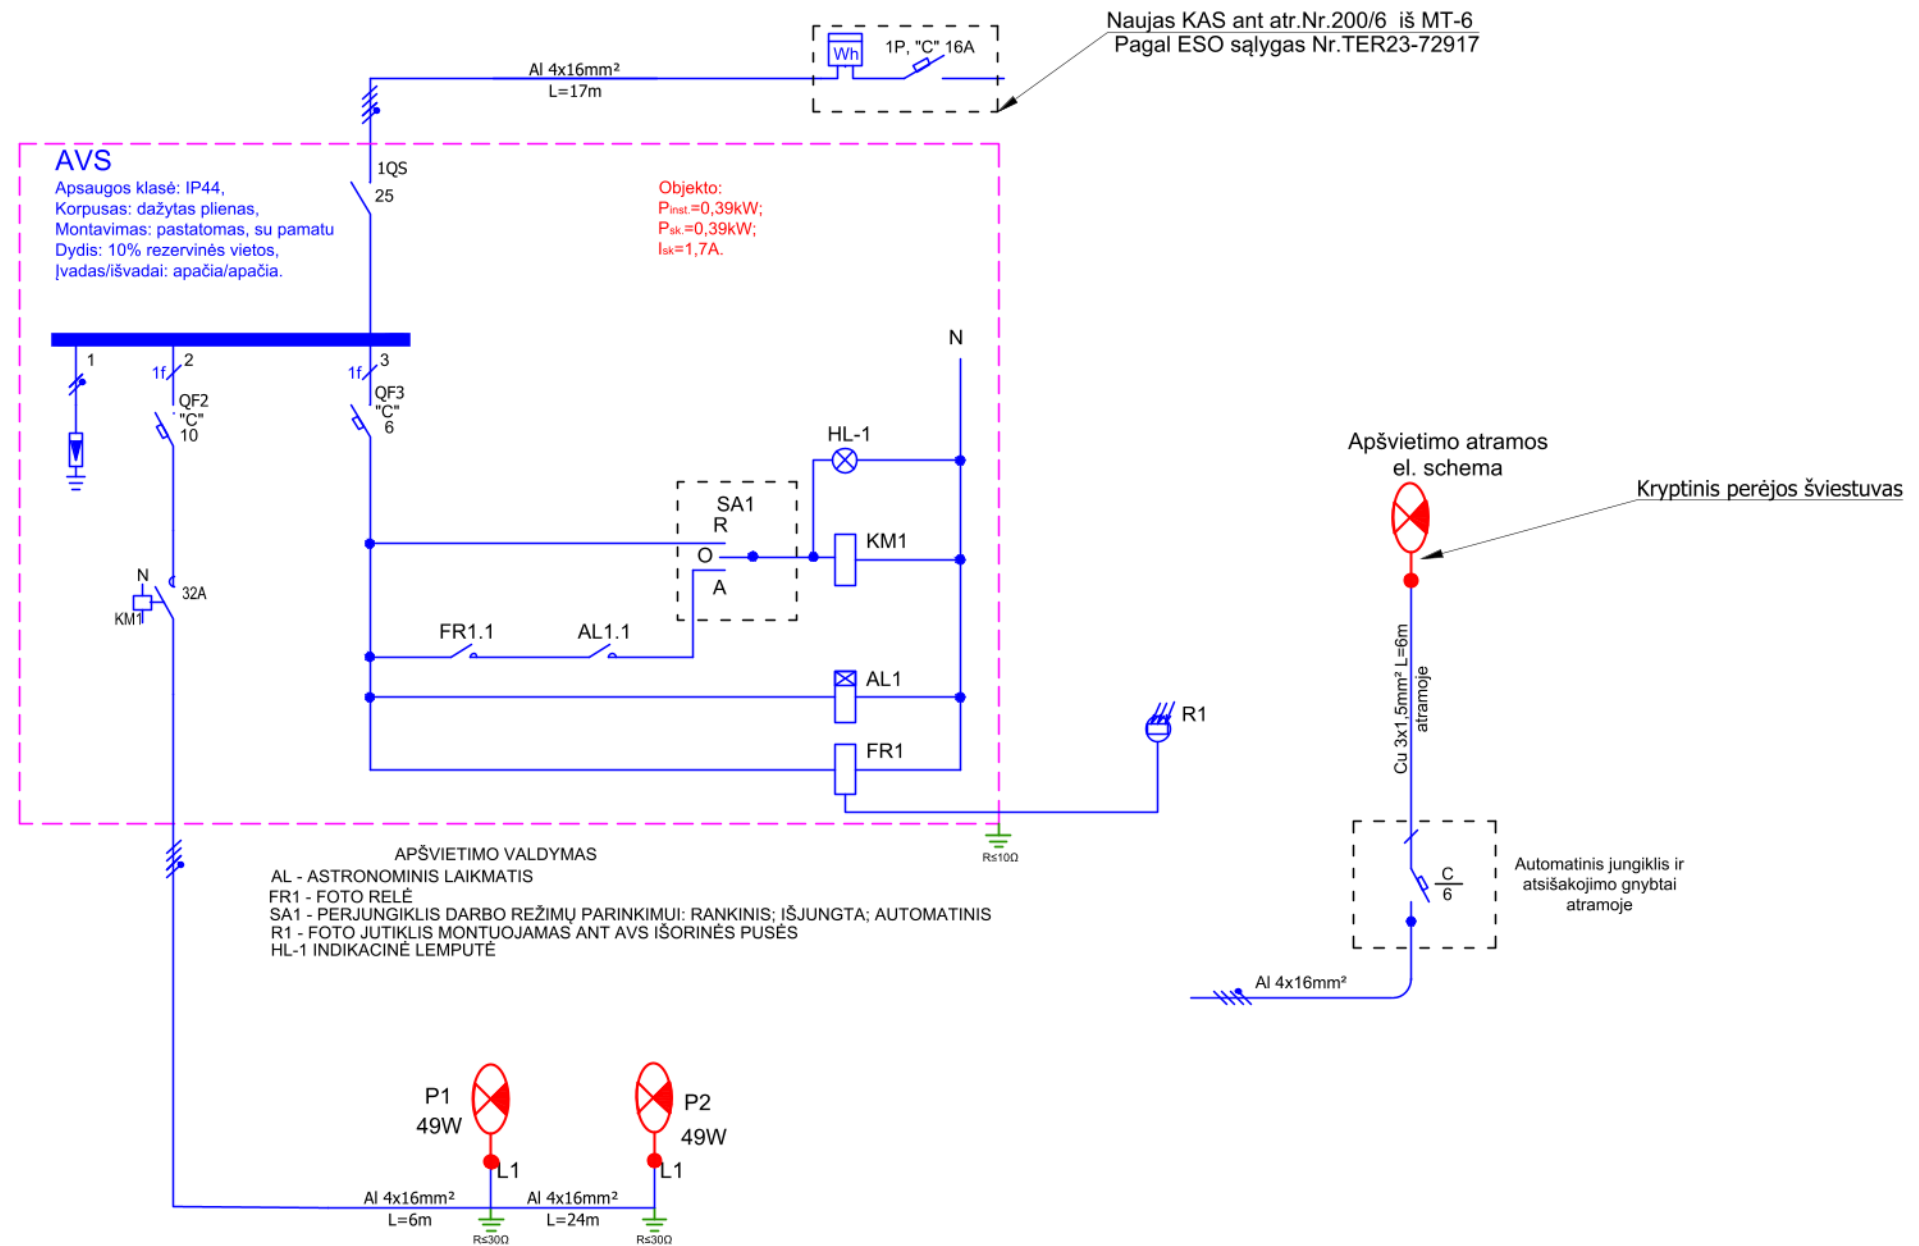 Naujas KAS ant atr.Nr.200/6 iš MT-6
Pagal ESO sąlygas Nr.TER23-72917
1P, "C" 16A
Wh
Al 4x16mm²
L=17m
AVS
Apsaugos klasė: IP44,
Korpusas: dažytas plienas,
Montavimas: pastatomas, su pamatu
Dydis: 10% rezervinės vietos,
Įvadas/išvadai: apačia/apačia.
1QS
25
Objekto:
Pinst.=0,39kW;
Psk.=0,39kW;
Isk=1,7A.
N
1
2
3
1f
1f
QF2
"C"
10
QF3
"C"
6
HL-1
SA1
R
O
A
KM1
N
32A
KM1
FR1.1
AL1.1
AL1
FR1
R1
R≤10Ω
Apšvietimo atramos
el. schema
Kryptinis perėjos šviestuvas
Cu 3x1,5mm² L=6m
atramoje
C
6
Automatinis jungiklis ir
atsišakojimo gnybtai
atramoje
Al 4x16mm²
APŠVIETIMO VALDYMAS
AL - ASTRONOMINIS LAIKMATIS
FR1 - FOTO RELĖ
SA1 - PERJUNGIKLIS DARBO REŽIMŲ PARINKIMUI: RANKINIS; IŠJUNGTA; AUTOMATINIS
R1 - FOTO JUTIKLIS MONTUOJAMAS ANT AVS IŠORINĖS PUSĖS
HL-1 INDIKACINĖ LEMPUTĖ
P1
49W
P2
49W
L1
L1
Al 4x16mm²
L=6m
Al 4x16mm²
L=24m
R≤30Ω
R≤30Ω